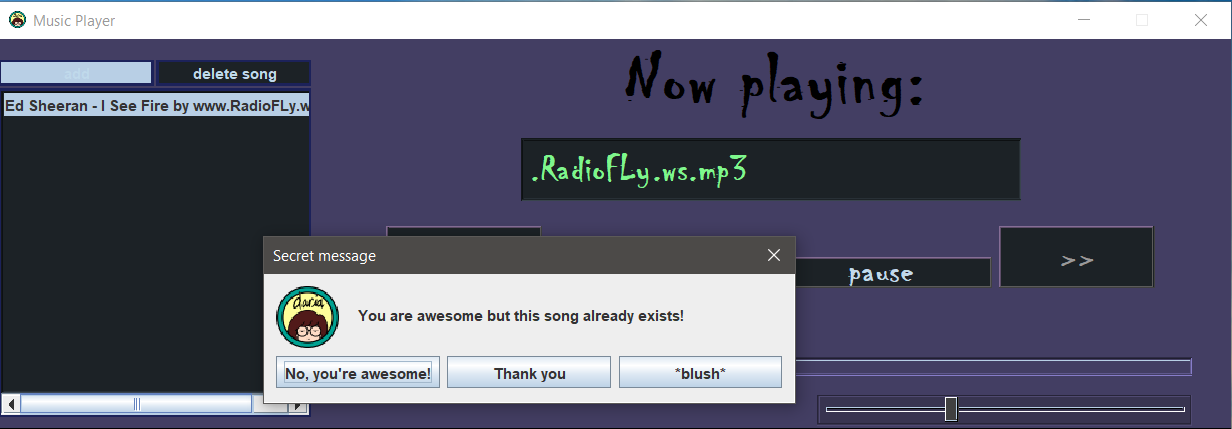 Music Player
add
delete song
Ed Sheeran - I See Fire by www.RadioFLy.w
Now playing:
.RadioFLy.ws.mp3
>>
pause
Secret message
daria
You are awesome but this song already exists!
No, you're awesome!
Thank you
*blush*